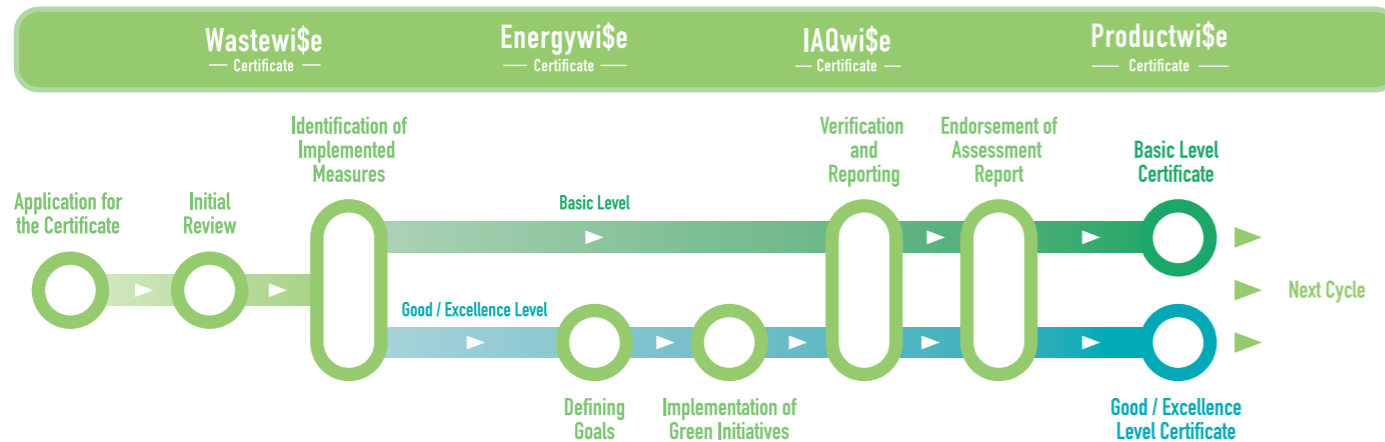 Wastewi$e
Certificate
Energywi$e
Certificate
IAQwi$e
Certificate
Productwi$e
Certificate
Application for
the Certificate
Initial
Review
Identification of
Implemented
Measures
Basic Level
Good / Excellence Level
Defining
Goals
Implementation of
Green Initiatives
Verification
and
Reporting
Endorsement of
Assessment
Report
Basic Level
Certificate
Good / Excellence
Level Certificate
Next Cycle